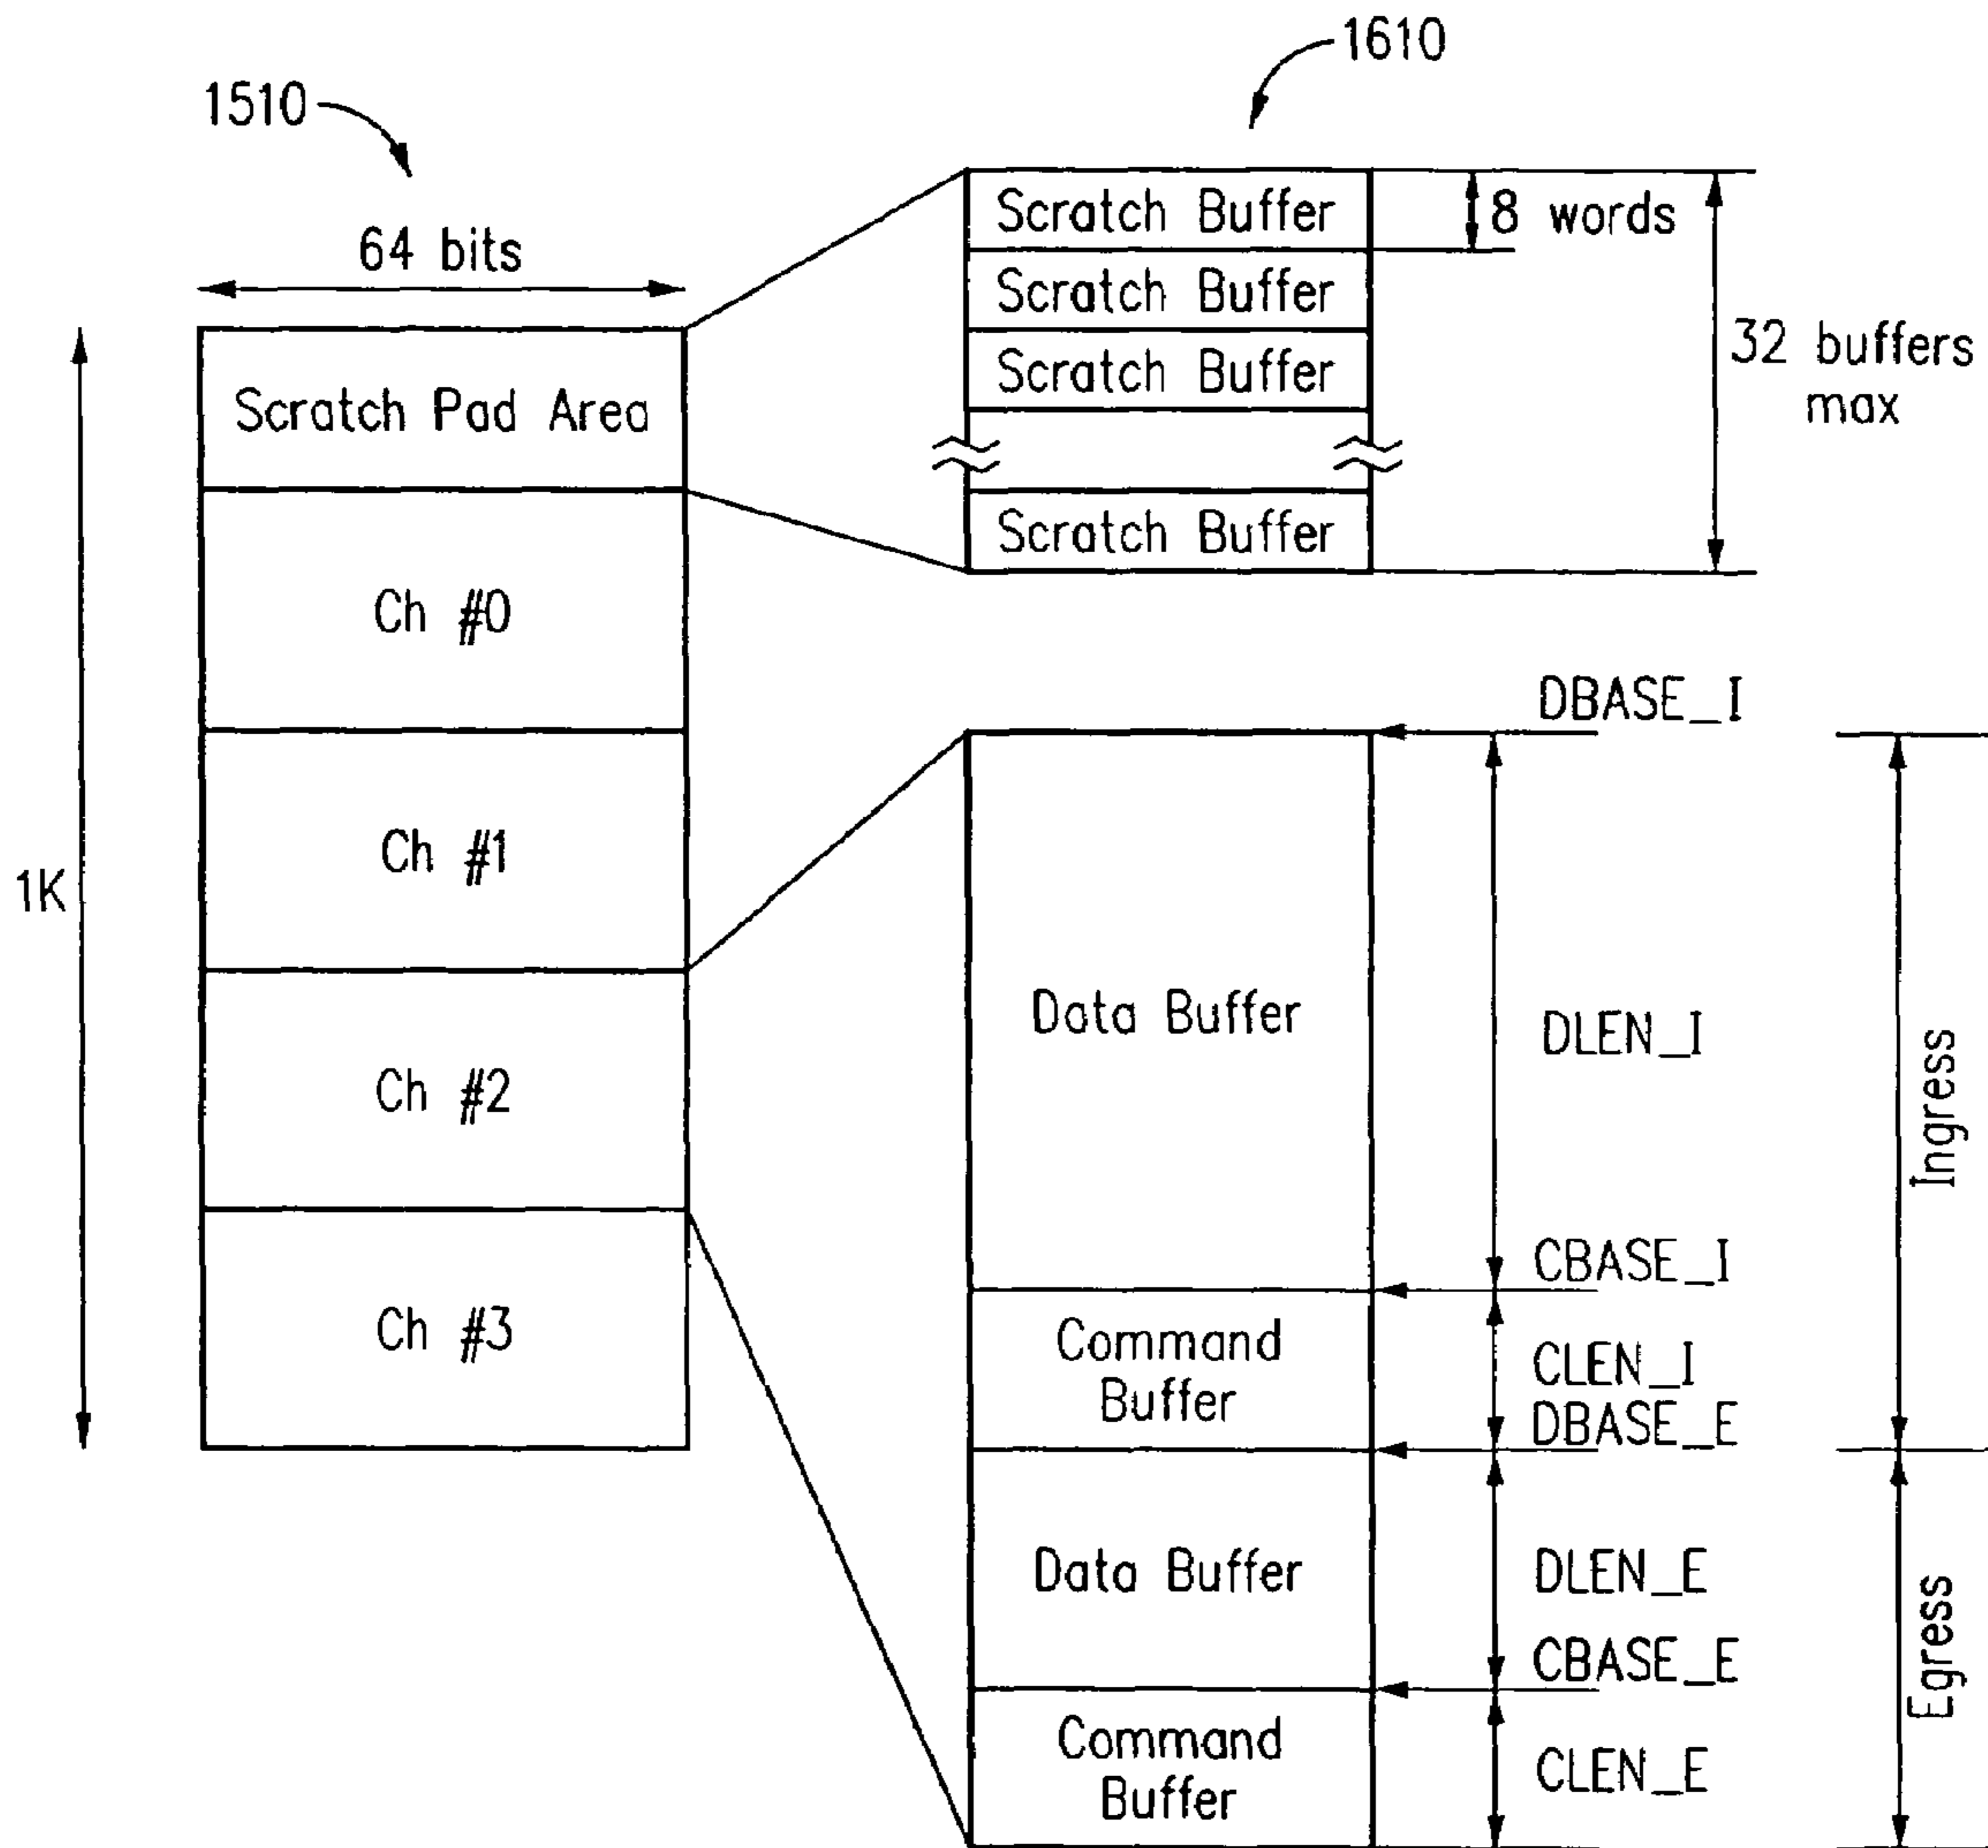 1610
1510
64 bits
1K
Scratch Pad Area
Ch #0
Ch #1
Ch #2
Ch #3
Scratch Buffer
Scratch Buffer
Scratch Buffer
Scratch Buffer
8 words
32 buffers
max
DBASE_I
Data Buffer
DLEN_I
CBASE_I
Command
Buffer
CLEN_I
DBASE_E
Data Buffer
DLEN_E
CBASE_E
Command
Buffer
CLEN_E
Ingress
Egress